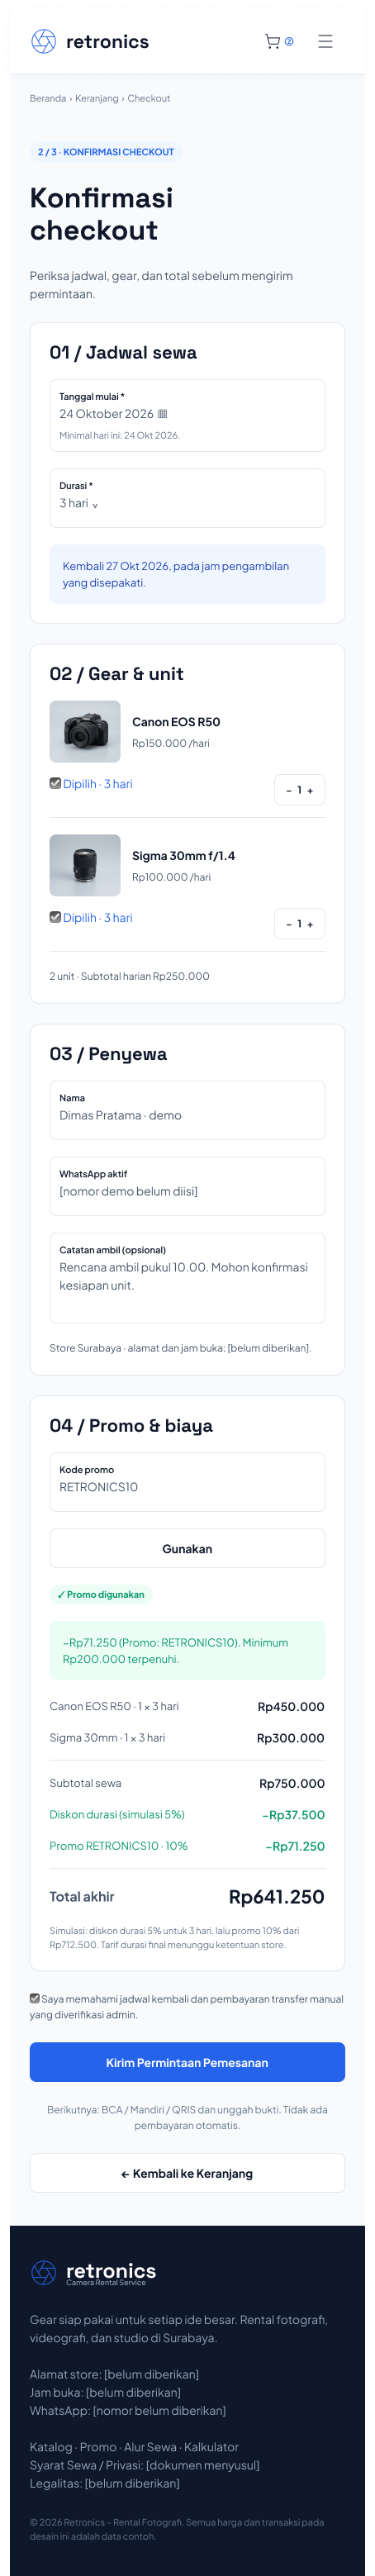 retronics
2
Beranda › Keranjang › Checkout
2 / 3 · KONFIRMASI CHECKOUT
Konfirmasi
checkout
Periksa jadwal, gear, dan total sebelum mengirim
permintaan.
01 / Jadwal sewa
Tanggal mulai *
24 Oktober 2026 ▥
Minimal hari ini: 24 Okt 2026.
Durasi *
3 hari ⌄
Kembali 27 Okt 2026, pada jam pengambilan
yang disepakati.
02 / Gear & unit
Canon EOS R50
Rp150.000 /hari
Dipilih · 3 hari
− 1 +
Sigma 30mm f/1.4
Rp100.000 /hari
Dipilih · 3 hari
− 1 +
2 unit · Subtotal harian Rp250.000
03 / Penyewa
Nama
Dimas Pratama · demo
WhatsApp aktif
[nomor demo belum diisi]
Catatan ambil (opsional)
Rencana ambil pukul 10.00. Mohon konfirmasi
kesiapan unit.
Store Surabaya · alamat dan jam buka: [belum diberikan].
04 / Promo & biaya
Kode promo
RETRONICS10
Gunakan
✓ Promo digunakan
−Rp71.250 (Promo: RETRONICS10). Minimum
Rp200.000 terpenuhi.
Canon EOS R50 · 1 × 3 hari Rp450.000
Sigma 30mm · 1 × 3 hari Rp300.000
Subtotal sewa Rp750.000
Diskon durasi (simulasi 5%) −Rp37.500
Promo RETRONICS10 · 10% −Rp71.250
Total akhir Rp641.250
Simulasi: diskon durasi 5% untuk 3 hari, lalu promo 10% dari
Rp712.500. Tarif durasi final menunggu ketentuan store.
Saya memahami jadwal kembali dan pembayaran transfer manual
yang diverifikasi admin.
Kirim Permintaan Pemesanan
Berikutnya: BCA / Mandiri / QRIS dan unggah bukti. Tidak ada
pembayaran otomatis.
← Kembali ke Keranjang
retronics
Camera Rental Service
Gear siap pakai untuk setiap ide besar. Rental fotografi,
videografi, dan studio di Surabaya.
Alamat store: [belum diberikan]
Jam buka: [belum diberikan]
WhatsApp: [nomor belum diberikan]
Katalog · Promo · Alur Sewa · Kalkulator
Syarat Sewa / Privasi: [dokumen menyusul]
Legalitas: [belum diberikan]
© 2026 Retronics – Rental Fotografi. Semua harga dan transaksi pada
desain ini adalah data contoh.